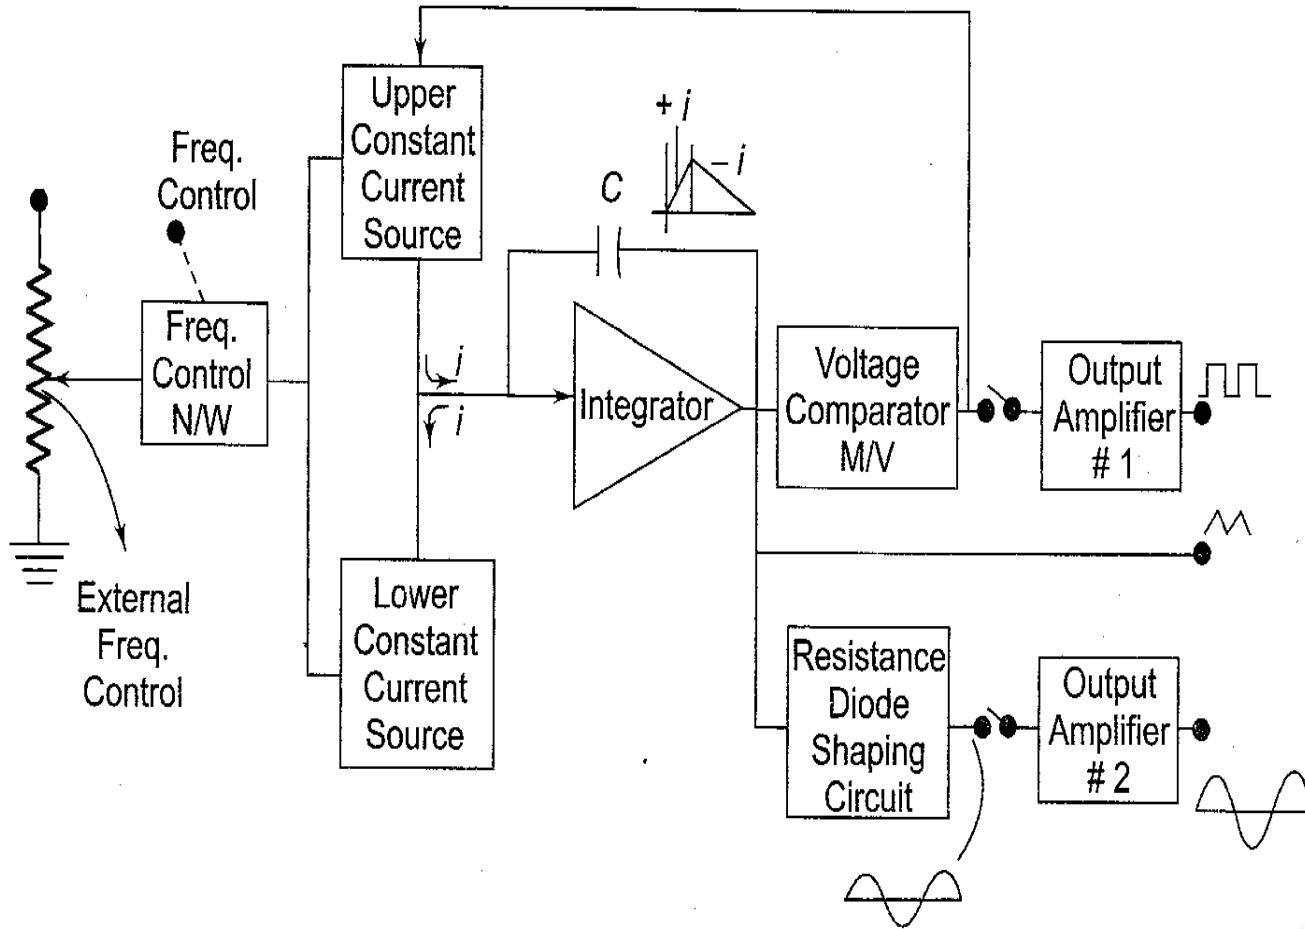 Upper
Constant
Current
Source
Freq.
Control
Freq.
Control
N/W
External
Freq.
Control
Lower
Constant
Current
Source
i
i
C
+ i
– i
Integrator
Voltage
Comparator
M/V
Output
Amplifier
# 1
Resistance
Diode
Shaping
Circuit
Output
Amplifier
# 2